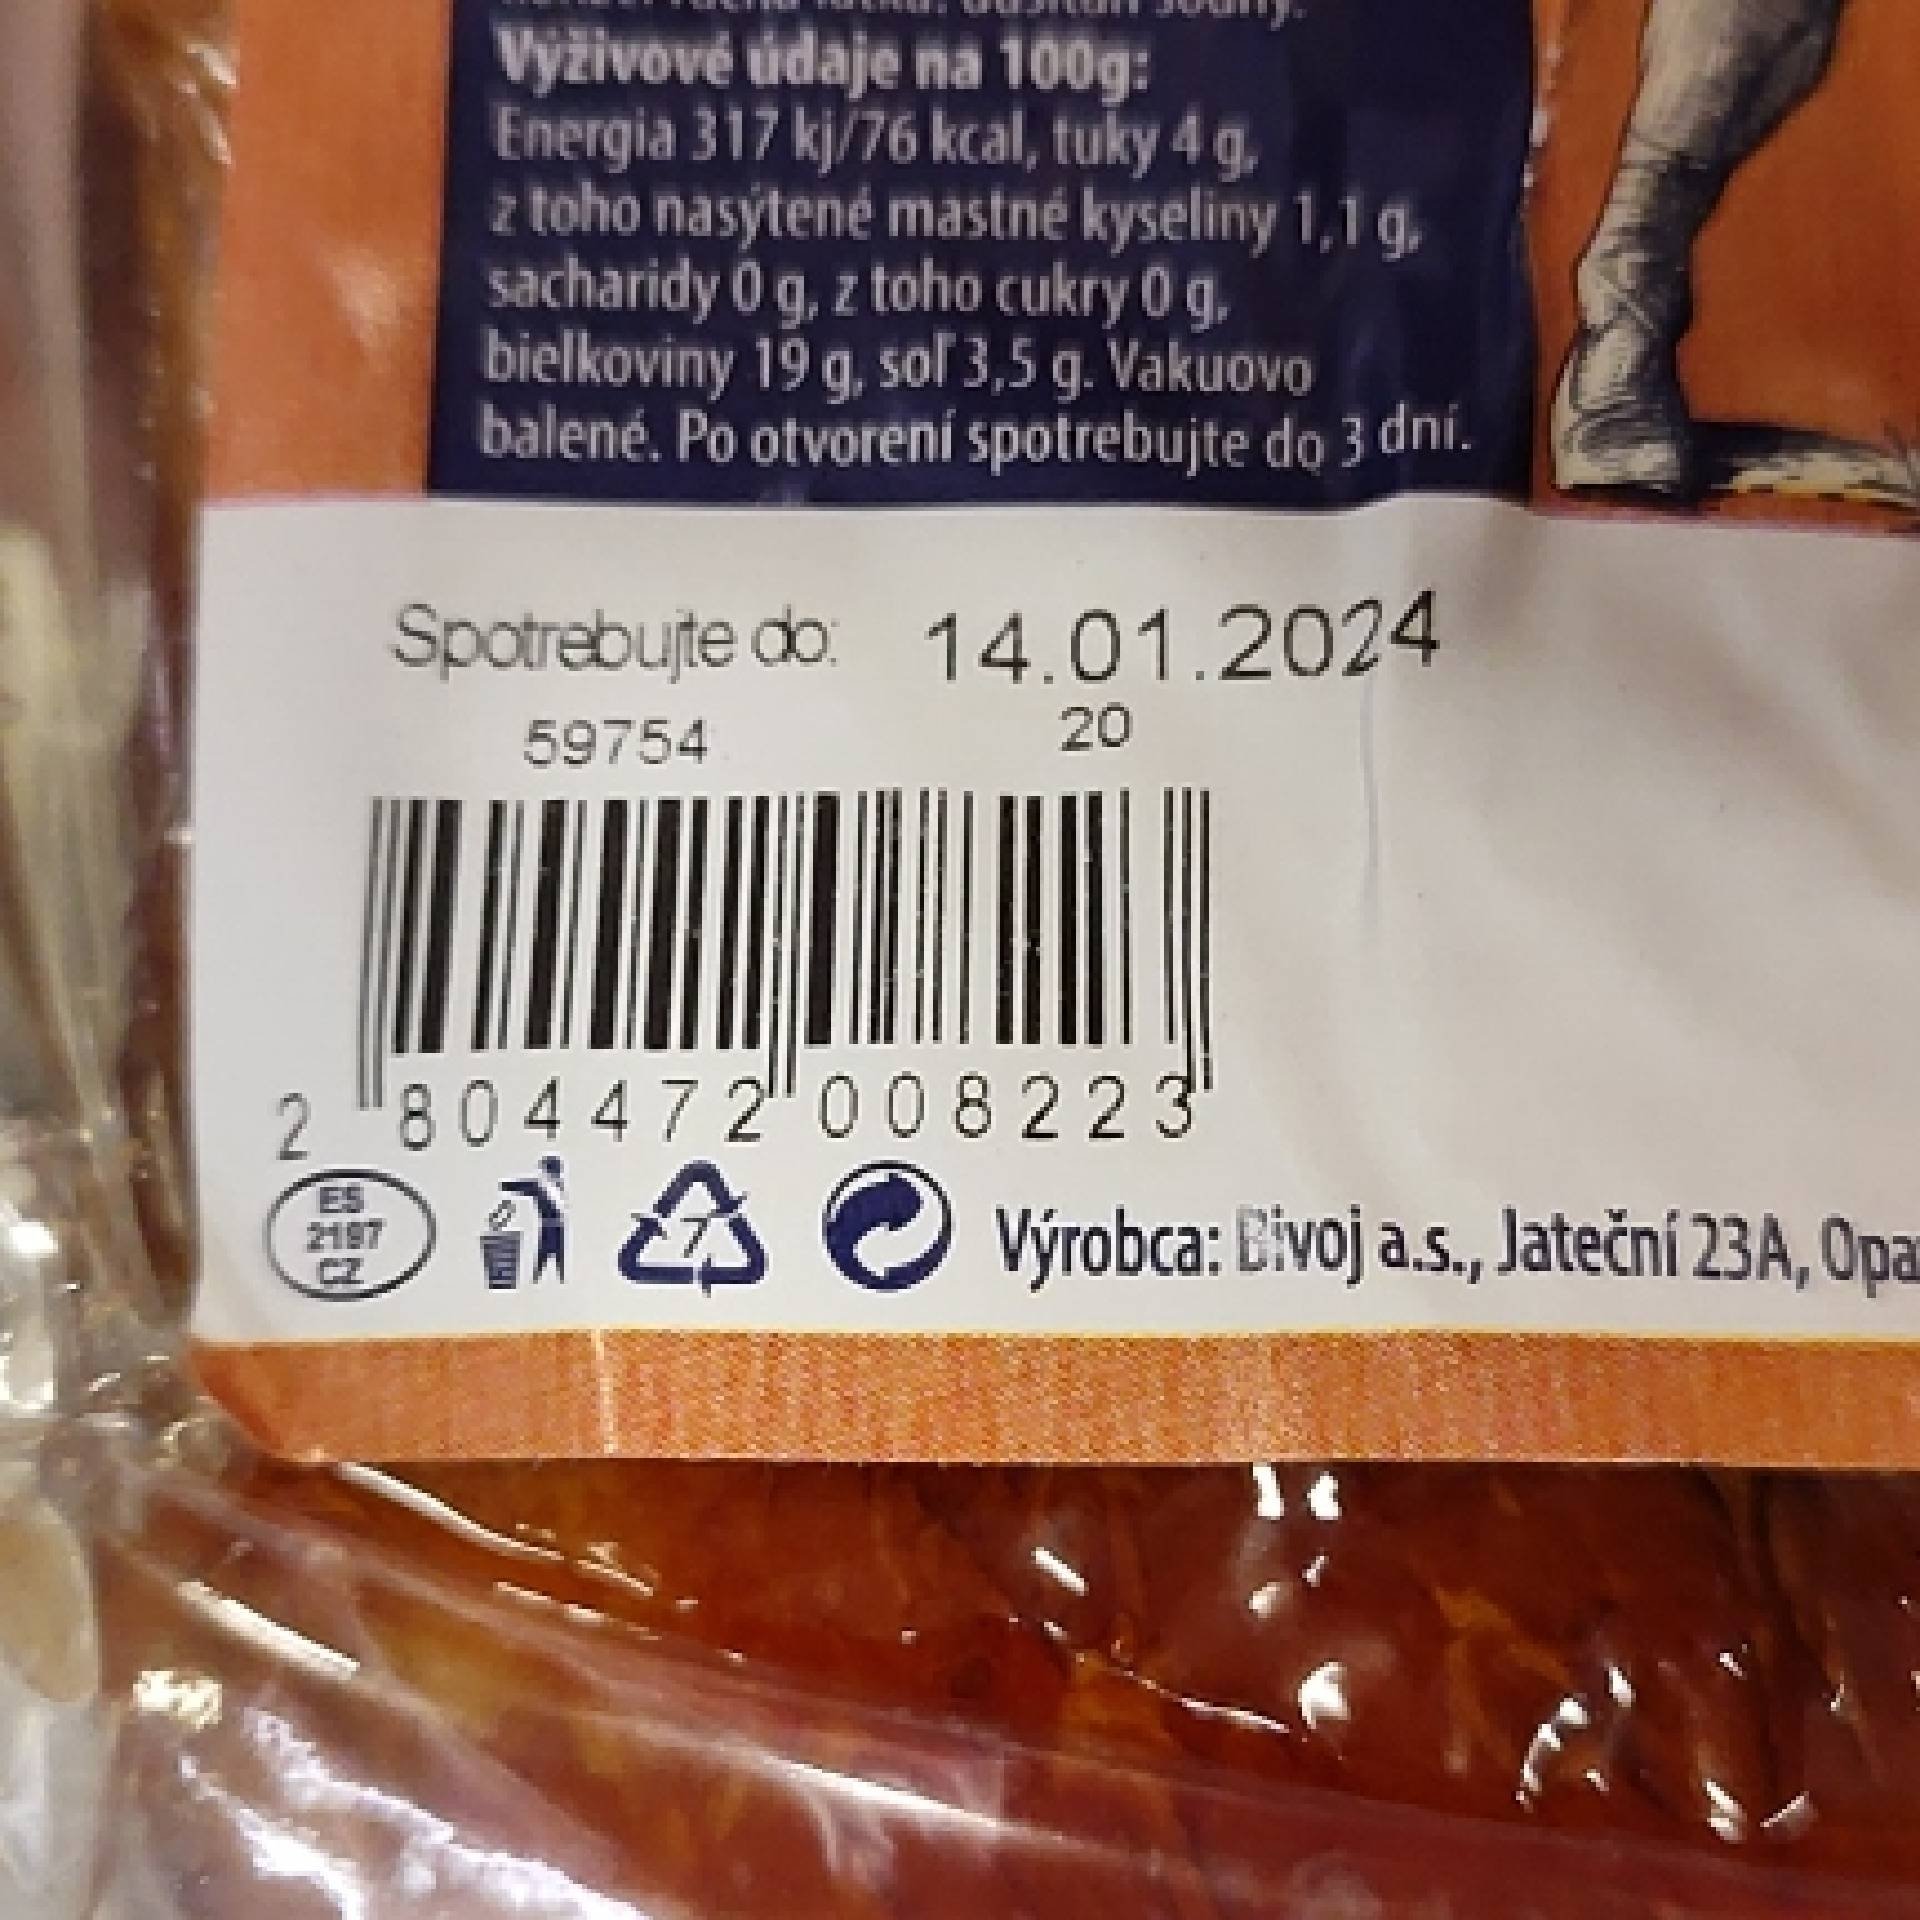 Výživové údaje na 100g:
Energia 317 kj/76 kcal, tuky 4 g,
z toho nasýtené mastné kyseliny 1,1 g,
sacharidy 0 g, z toho cukry 0 g,
bielkoviny 19 g, soľ 3,5 g. Vakuovo
balené. Po otvorení spotrebujte do 3 dní.
Spotrebujte do: 14.01.2024
59754 20
2 804472 008223
ES
2187
CZ
7
Výrobca: Bivoj a.s., Jateční 23A, Opa